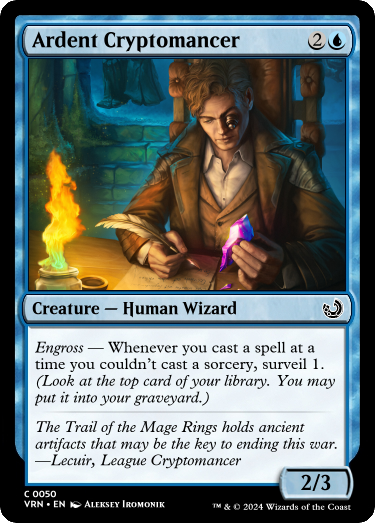 Ardent Cryptomancer 2
Creature — Human Wizard
Engross — Whenever you cast a spell at a
time you couldn't cast a sorcery, surveil 1.
(Look at the top card of your library. You may
put it into your graveyard.)
The Trail of the Mage Rings holds ancient
artifacts that may be the key to ending this war.
—Lecuir, League Cryptomancer
2/3
C 0050
VRN • EN Aleksey Iromonik
™ & © 2024 Wizards of the Coast